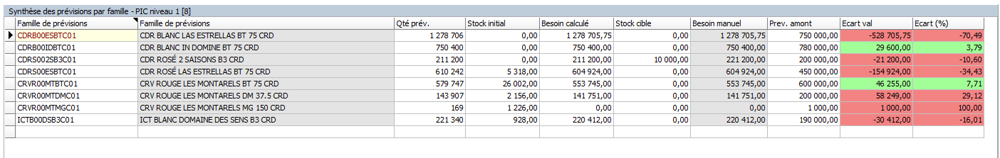 Synthèse des prévisions par famille - PIC niveau 1 [8]
Famille de prévisions Famille de prévisions Qté prév. Stock initial Besoin calculé Stock cible Besoin manuel Prev. amont Ecart val Ecart (%)
CDRB00ESBTC01 CDR BLANC LAS ESTRELLAS BT 75 CRD 1 278 706 0,00 1 278 705,75 0,00 1 278 705,75 750 000,00 -528 705,75 -70,49
CDRB00IDBTC01 CDR BLANC IN DOMINE BT 75 CRD 750 400 0,00 750 400,00 0,00 750 400,00 780 000,00 29 600,00 3,79
CDRS002SB3C01 CDR ROSÉ 2 SAISONS B3 CRD 211 200 0,00 211 200,00 10 000,00 221 200,00 200 000,00 -21 200,00 -10,60
CDRS00ESBTC01 CDR ROSÉ LAS ESTRELLAS BT 75 CRD 610 242 5 318,00 604 924,00 0,00 604 924,00 450 000,00 -154 924,00 -34,43
CRVR00MTBTC01 CRV ROUGE LES MONTARELS BT 75 CRD 579 747 26 002,00 553 745,00 0,00 553 745,00 600 000,00 46 255,00 7,71
CRVR00MTDMC01 CRV ROUGE LES MONTARELS DM 37.5 CRD 143 907 2 156,00 141 751,00 0,00 141 751,00 200 000,00 58 249,00 29,12
CRVR00MTMGC01 CRV ROUGE LES MONTARELS MG 150 CRD 169 1 226,00 0,00 0,00 0,00 1 000,00 1 000,00 100,00
ICTB00DSB3C01 ICT BLANC DOMAINE DES SENS B3 CRD 221 340 928,00 220 412,00 0,00 220 412,00 190 000,00 -30 412,00 -16,01